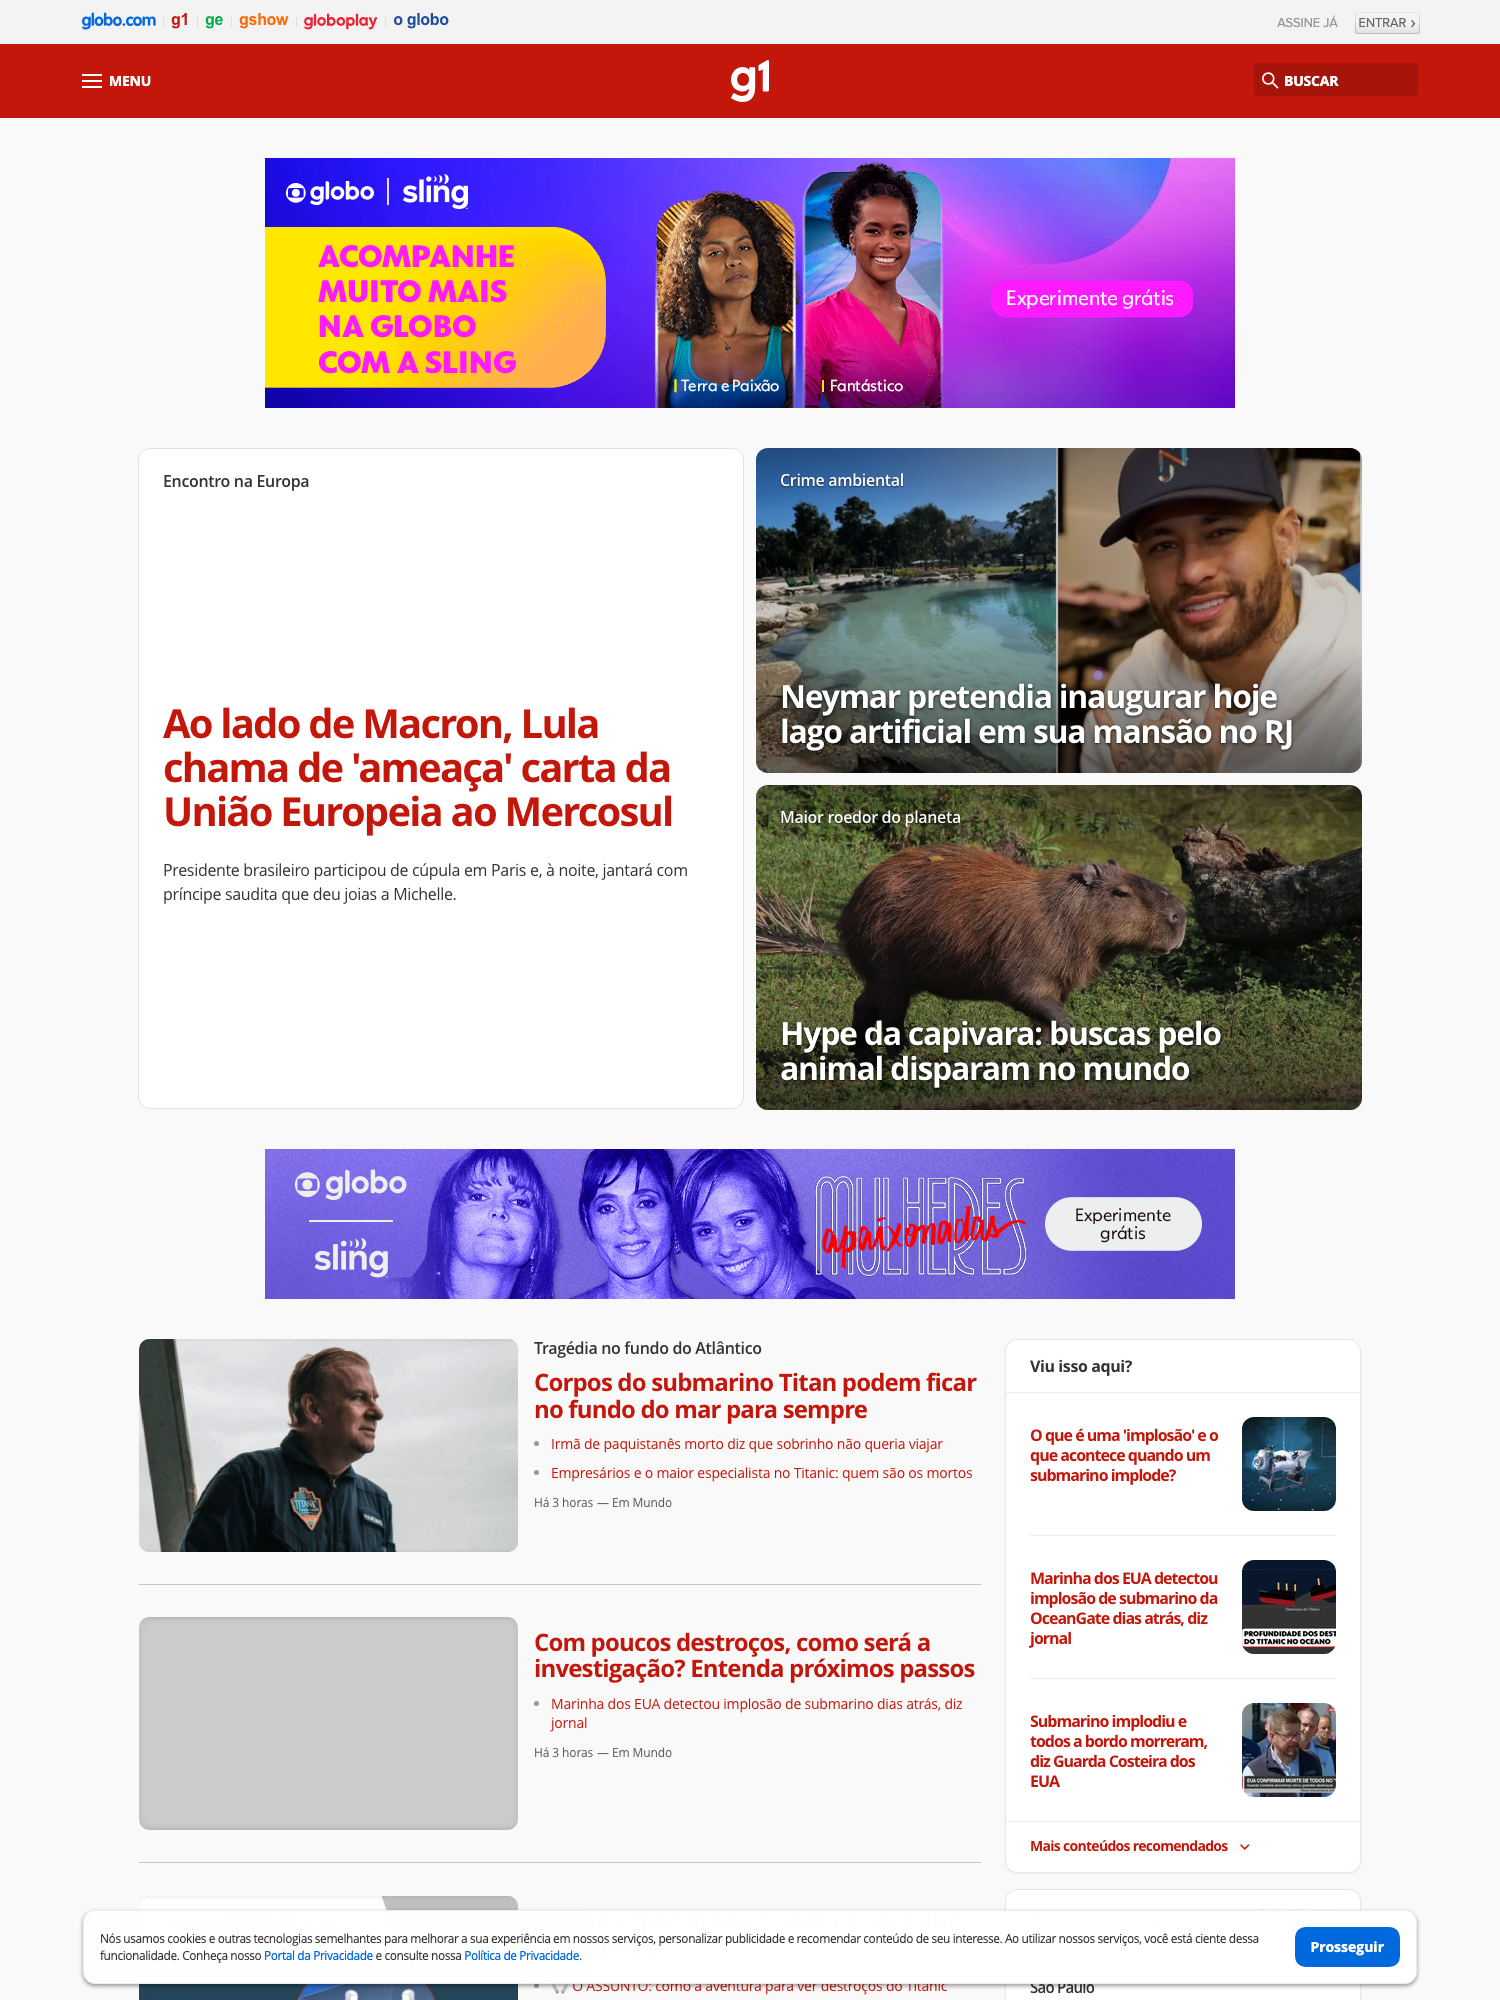 globo.com g1 ge gshow globoplay o globo
ASSINE JÁ ENTRAR ›
MENU
g1
BUSCAR
globo | sling
ACOMPANHE
MUITO MAIS
NA GLOBO
COM A SLING
Terra e Paixão
Fantástico
Experimente grátis
Encontro na Europa
Ao lado de Macron, Lula
chama de 'ameaça' carta da
União Europeia ao Mercosul
Presidente brasileiro participou de cúpula em Paris e, à noite, jantará com
príncipe saudita que deu joias a Michelle.
Crime ambiental
Neymar pretendia inaugurar hoje
lago artificial em sua mansão no RJ
Maior roedor do planeta
Hype da capivara: buscas pelo
animal disparam no mundo
globo
sling
MULHERES
apaixonadas
Experimente
grátis
Tragédia no fundo do Atlântico
Corpos do submarino Titan podem ficar
no fundo do mar para sempre
Irmã de paquistanês morto diz que sobrinho não queria viajar
Empresários e o maior especialista no Titanic: quem são os mortos
Há 3 horas — Em Mundo
TITANIC
Com poucos destroços, como será a
investigação? Entenda próximos passos
Marinha dos EUA detectou implosão de submarino dias atrás, diz
jornal
Há 3 horas — Em Mundo
Viu isso aqui?
O que é uma 'implosão' e o
que acontece quando um
submarino implode?
Marinha dos EUA detectou
implosão de submarino da
OceanGate dias atrás, diz
jornal
Destroços do Titanic
PROFUNDIDADE DOS DEST
DO TITANIC NO OCEANO
Submarino implodiu e
todos a bordo morreram,
diz Guarda Costeira dos
EUA
EUA CONFIRMAM MORTE DE TODOS NO
Mais conteúdos recomendados
Nós usamos cookies e outras tecnologias semelhantes para melhorar a sua experiência em nossos serviços, personalizar publicidade e recomendar conteúdo de seu interesse. Ao utilizar nossos serviços, você está ciente dessa
funcionalidade. Conheça nosso Portal da Privacidade e consulte nossa Política de Privacidade.
Prosseguir
O ASSUNTO: como a aventura para ver destroços do Titanic
São Paulo